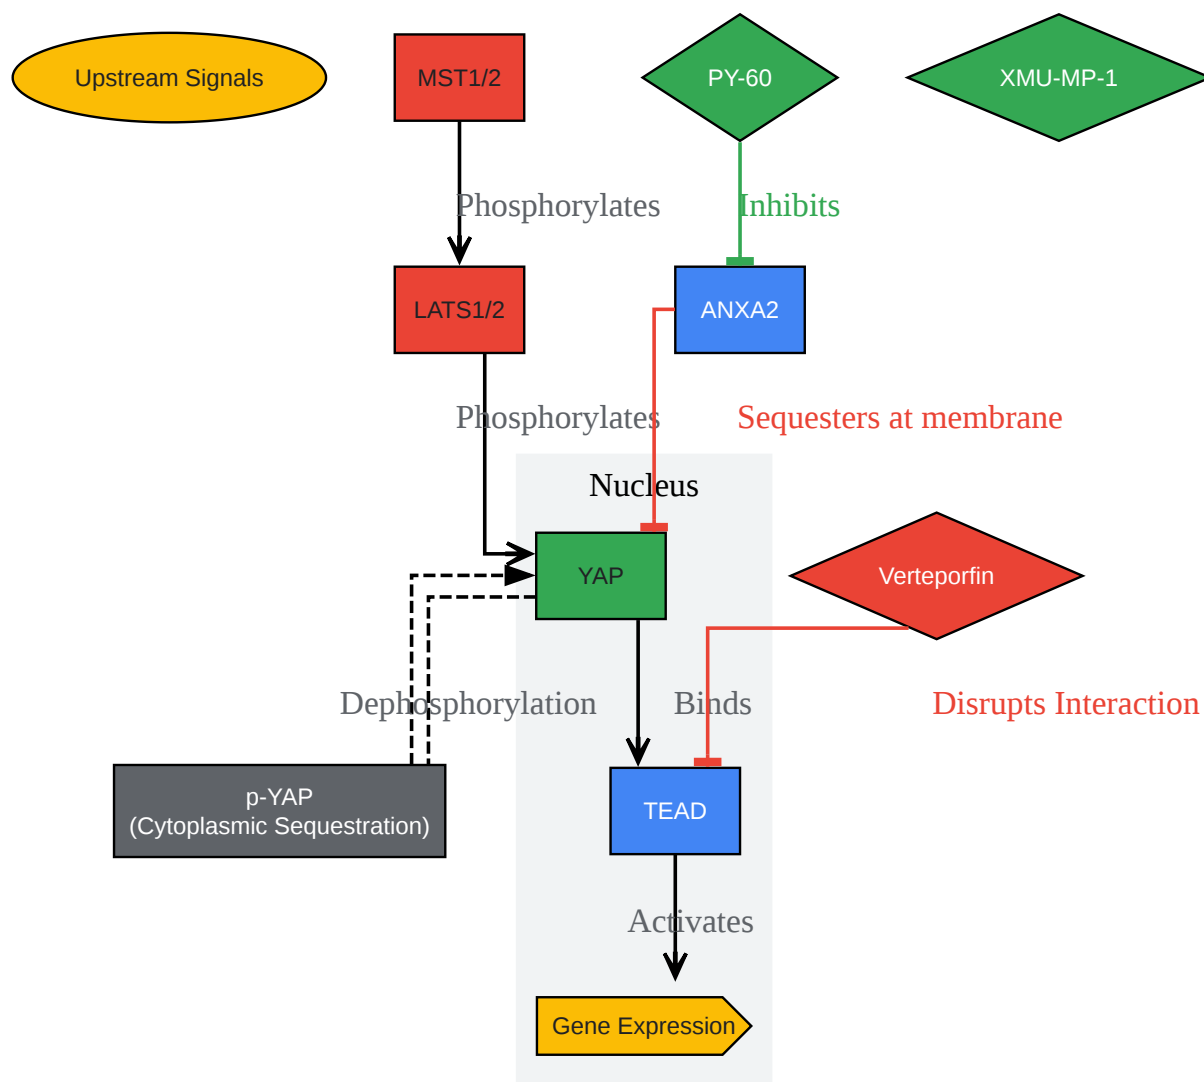 Upstream Signals
MST1/2
PY-60
XMU-MP-1
Phosphorylates
Inhibits
LATS1/2
ANXA2
Phosphorylates
Sequesters at membrane
Nucleus
YAP
Verteporfin
Dephosphorylation
Binds
Disrupts Interaction
p-YAP
(Cytoplasmic Sequestration)
TEAD
Activates
Gene Expression